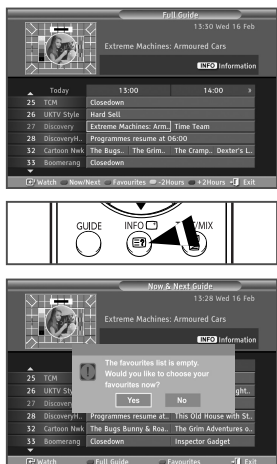 Full Guide
13:30 Wed 16 Feb
Extreme Machines: Armoured Cars
INFO Information
Today 13:00 14:00 »
25 TCM Closedown
26 UKTV Style Hard Sell
27 Discovery Extreme Machines: Arm.. Time Team
28 DiscoveryH.. Programmes resume at 06:00
32 Cartoon Nwk The Bugs.. The Grim.. The Cramp.. Dexter's L..
33 Boomerang Closedown
Watch Now/Next Favourites -2Hours +2Hours Exit
GUIDE INFO /MIX
Now & Next Guide
13:28 Wed 16 Feb
Extreme Machines: Armoured Cars
INFO Information
The favourites list is empty.
Would you like to choose your
favourites now?
Yes No
25 TCM
26 UKTV Sty ght..
27 Discovery
28 DiscoveryH.. Programmes resume at.. This Old House with St..
32 Cartoon Nwk The Bugs Bunny & Roa.. The Grim Adventures o..
33 Boomerang Closedown Inspector Gadget
Watch Full Guide Favourites Exit